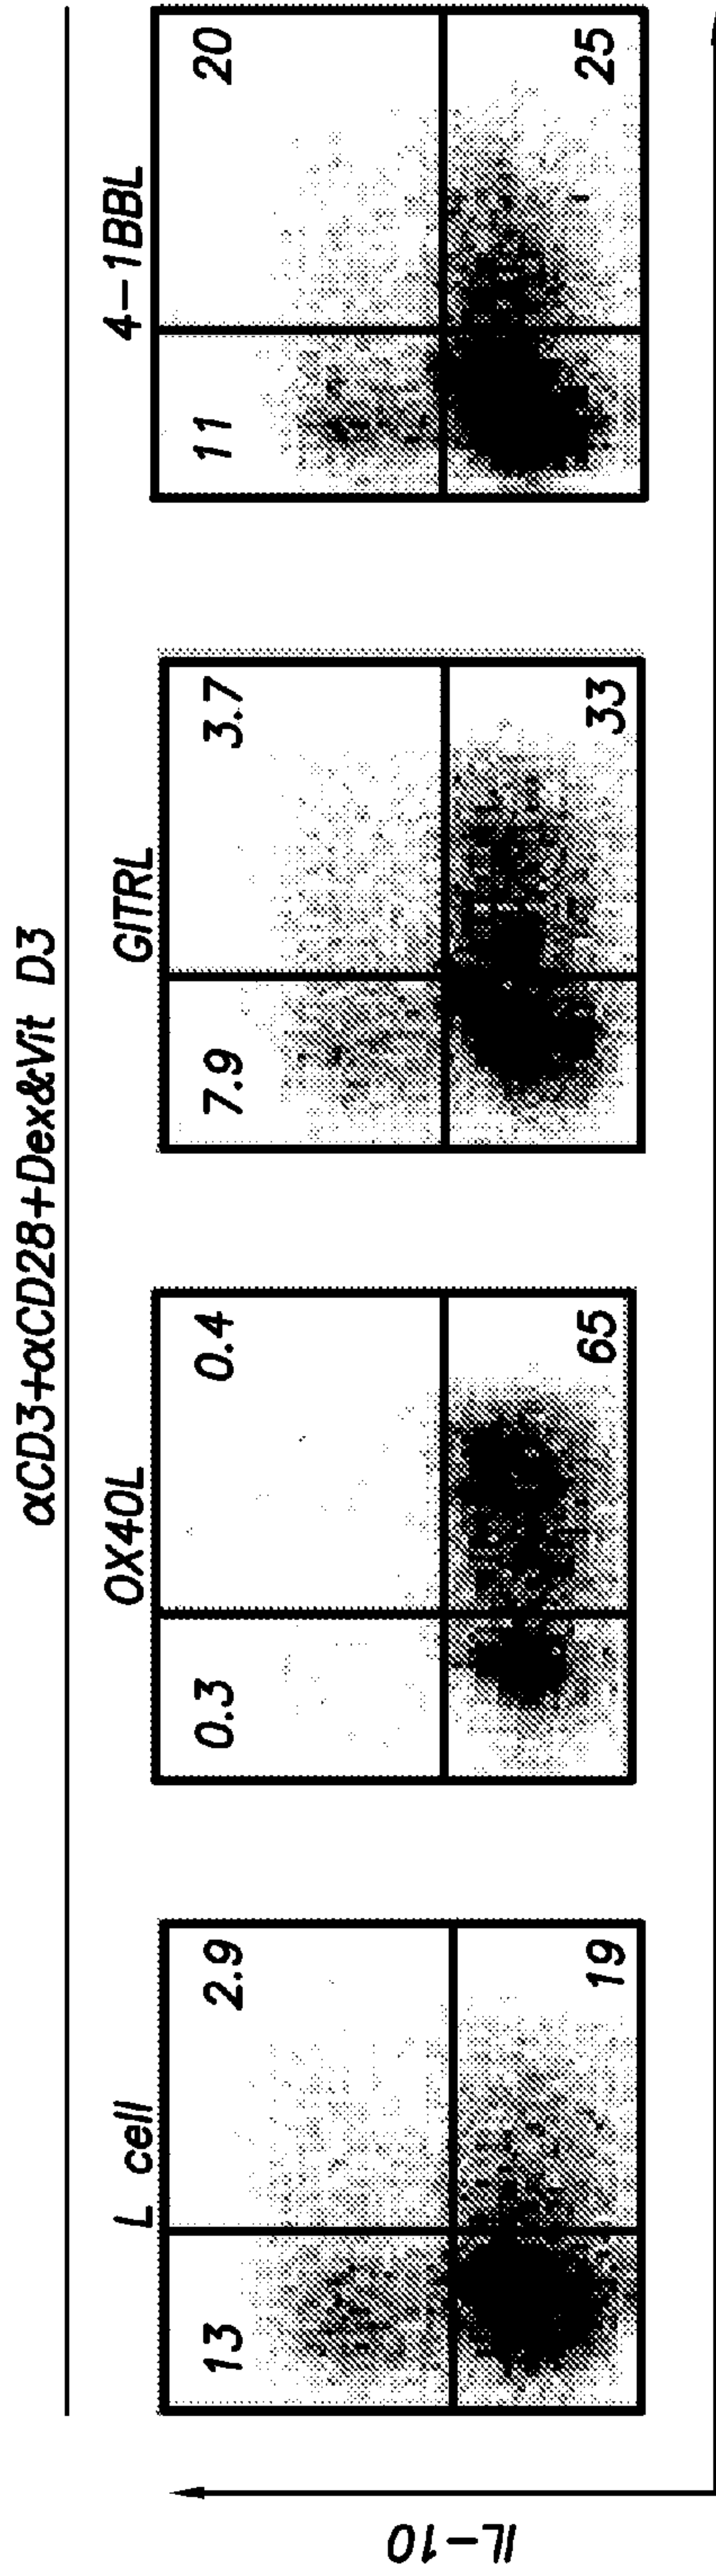 αCD3+αCD28+Dex&Vit D3
L cell
OX40L
GITRL
4-1BBL
13
2.9
0.3
0.4
7.9
3.7
11
20
19
65
33
25
IL-10